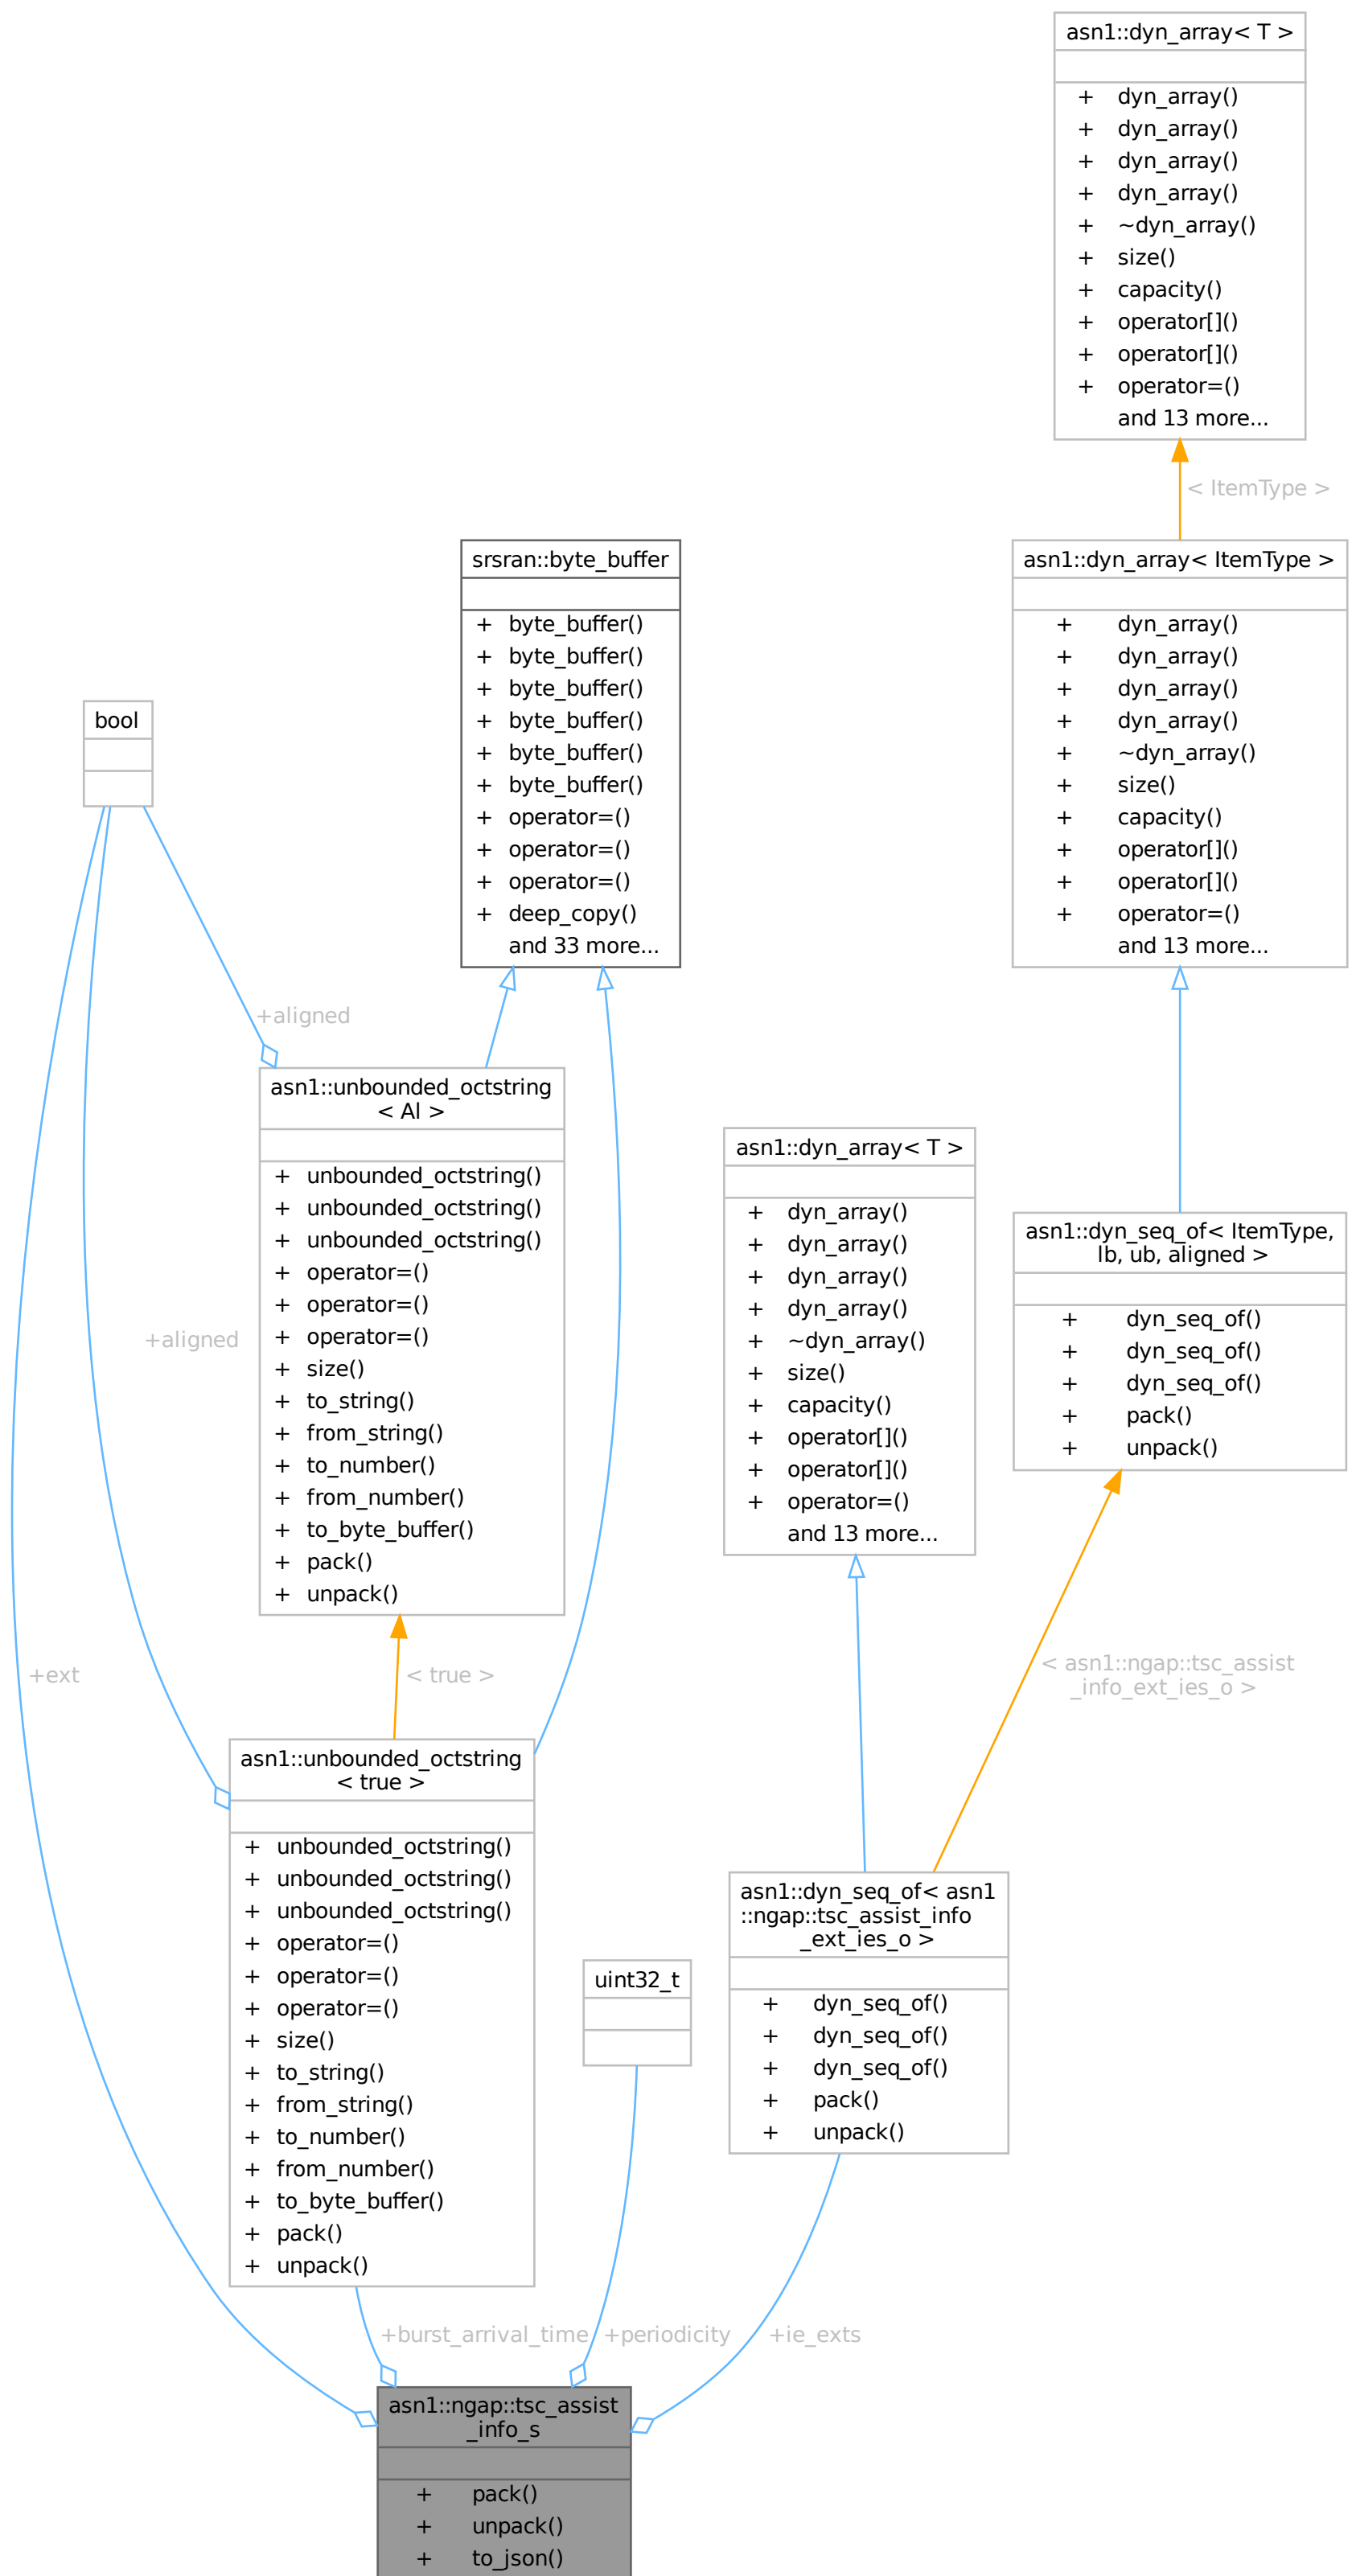 asn1::dyn_array< T >
+ dyn_array()
+ dyn_array()
+ dyn_array()
+ dyn_array()
+ ~dyn_array()
+ size()
+ capacity()
+ operator[]()
+ operator[]()
+ operator=()
and 13 more...
< ItemType >
srsran::byte_buffer
+ byte_buffer()
+ byte_buffer()
+ byte_buffer()
+ byte_buffer()
+ byte_buffer()
+ byte_buffer()
+ operator=()
+ operator=()
+ operator=()
+ deep_copy()
and 33 more...
asn1::dyn_array< ItemType >
+ dyn_array()
+ dyn_array()
+ dyn_array()
+ dyn_array()
+ ~dyn_array()
+ size()
+ capacity()
+ operator[]()
+ operator[]()
+ operator=()
and 13 more...
bool
+aligned
asn1::unbounded_octstring
< Al >
+ unbounded_octstring()
+ unbounded_octstring()
+ unbounded_octstring()
+ operator=()
+ operator=()
+ operator=()
+ size()
+ to_string()
+ from_string()
+ to_number()
+ from_number()
+ to_byte_buffer()
+ pack()
+ unpack()
asn1::dyn_array< T >
+ dyn_array()
+ dyn_array()
+ dyn_array()
+ dyn_array()
+ ~dyn_array()
+ size()
+ capacity()
+ operator[]()
+ operator[]()
+ operator=()
and 13 more...
asn1::dyn_seq_of< ItemType,
lb, ub, aligned >
+ dyn_seq_of()
+ dyn_seq_of()
+ dyn_seq_of()
+ pack()
+ unpack()
+aligned
+ext
< true >
< asn1::ngap::tsc_assist
_info_ext_ies_o >
asn1::unbounded_octstring
< true >
+ unbounded_octstring()
+ unbounded_octstring()
+ unbounded_octstring()
+ operator=()
+ operator=()
+ operator=()
+ size()
+ to_string()
+ from_string()
+ to_number()
+ from_number()
+ to_byte_buffer()
+ pack()
+ unpack()
uint32_t
asn1::dyn_seq_of< asn1
::ngap::tsc_assist_info
_ext_ies_o >
+ dyn_seq_of()
+ dyn_seq_of()
+ dyn_seq_of()
+ pack()
+ unpack()
+burst_arrival_time
+periodicity
+ie_exts
asn1::ngap::tsc_assist
_info_s
+ pack()
+ unpack()
+ to_json()